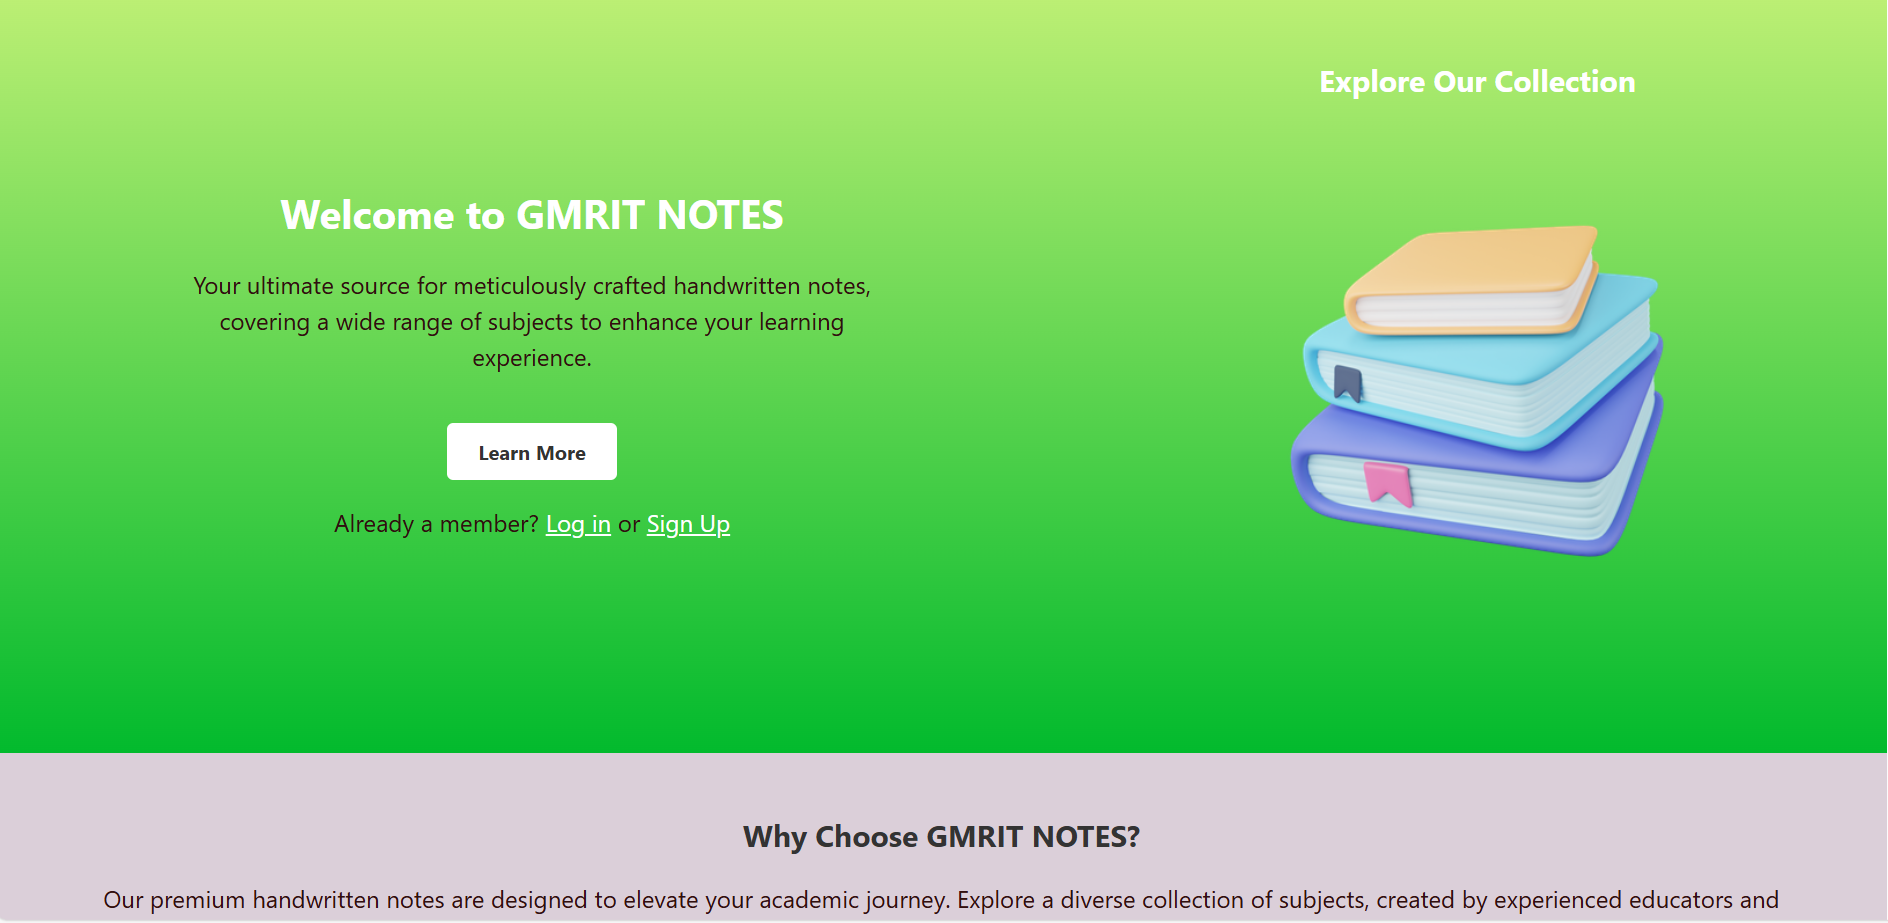 Explore Our Collection
Welcome to GMRIT NOTES
Your ultimate source for meticulously crafted handwritten notes,
covering a wide range of subjects to enhance your learning
experience.
Learn More
Already a member? Log in or Sign Up
Why Choose GMRIT NOTES?
Our premium handwritten notes are designed to elevate your academic journey. Explore a diverse collection of subjects, created by experienced educators and